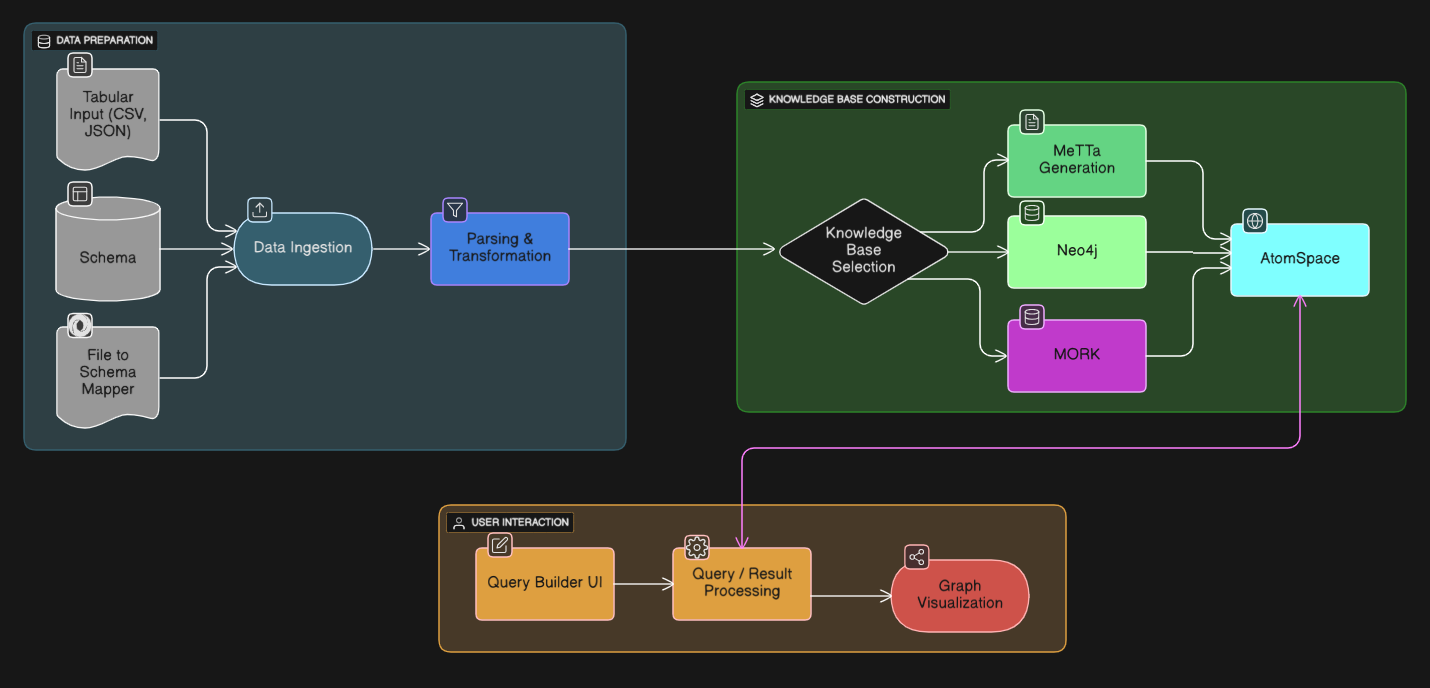 DATA PREPARATION
Tabular
Input (CSV,
JSON)
Schema
File to
Schema
Mapper
Data Ingestion
Parsing &
Transformation
KNOWLEDGE BASE CONSTRUCTION
Knowledge
Base
Selection
MeTTa
Generation
Neo4j
MORK
AtomSpace
USER INTERACTION
Query Builder UI
Query / Result
Processing
Graph
Visualization